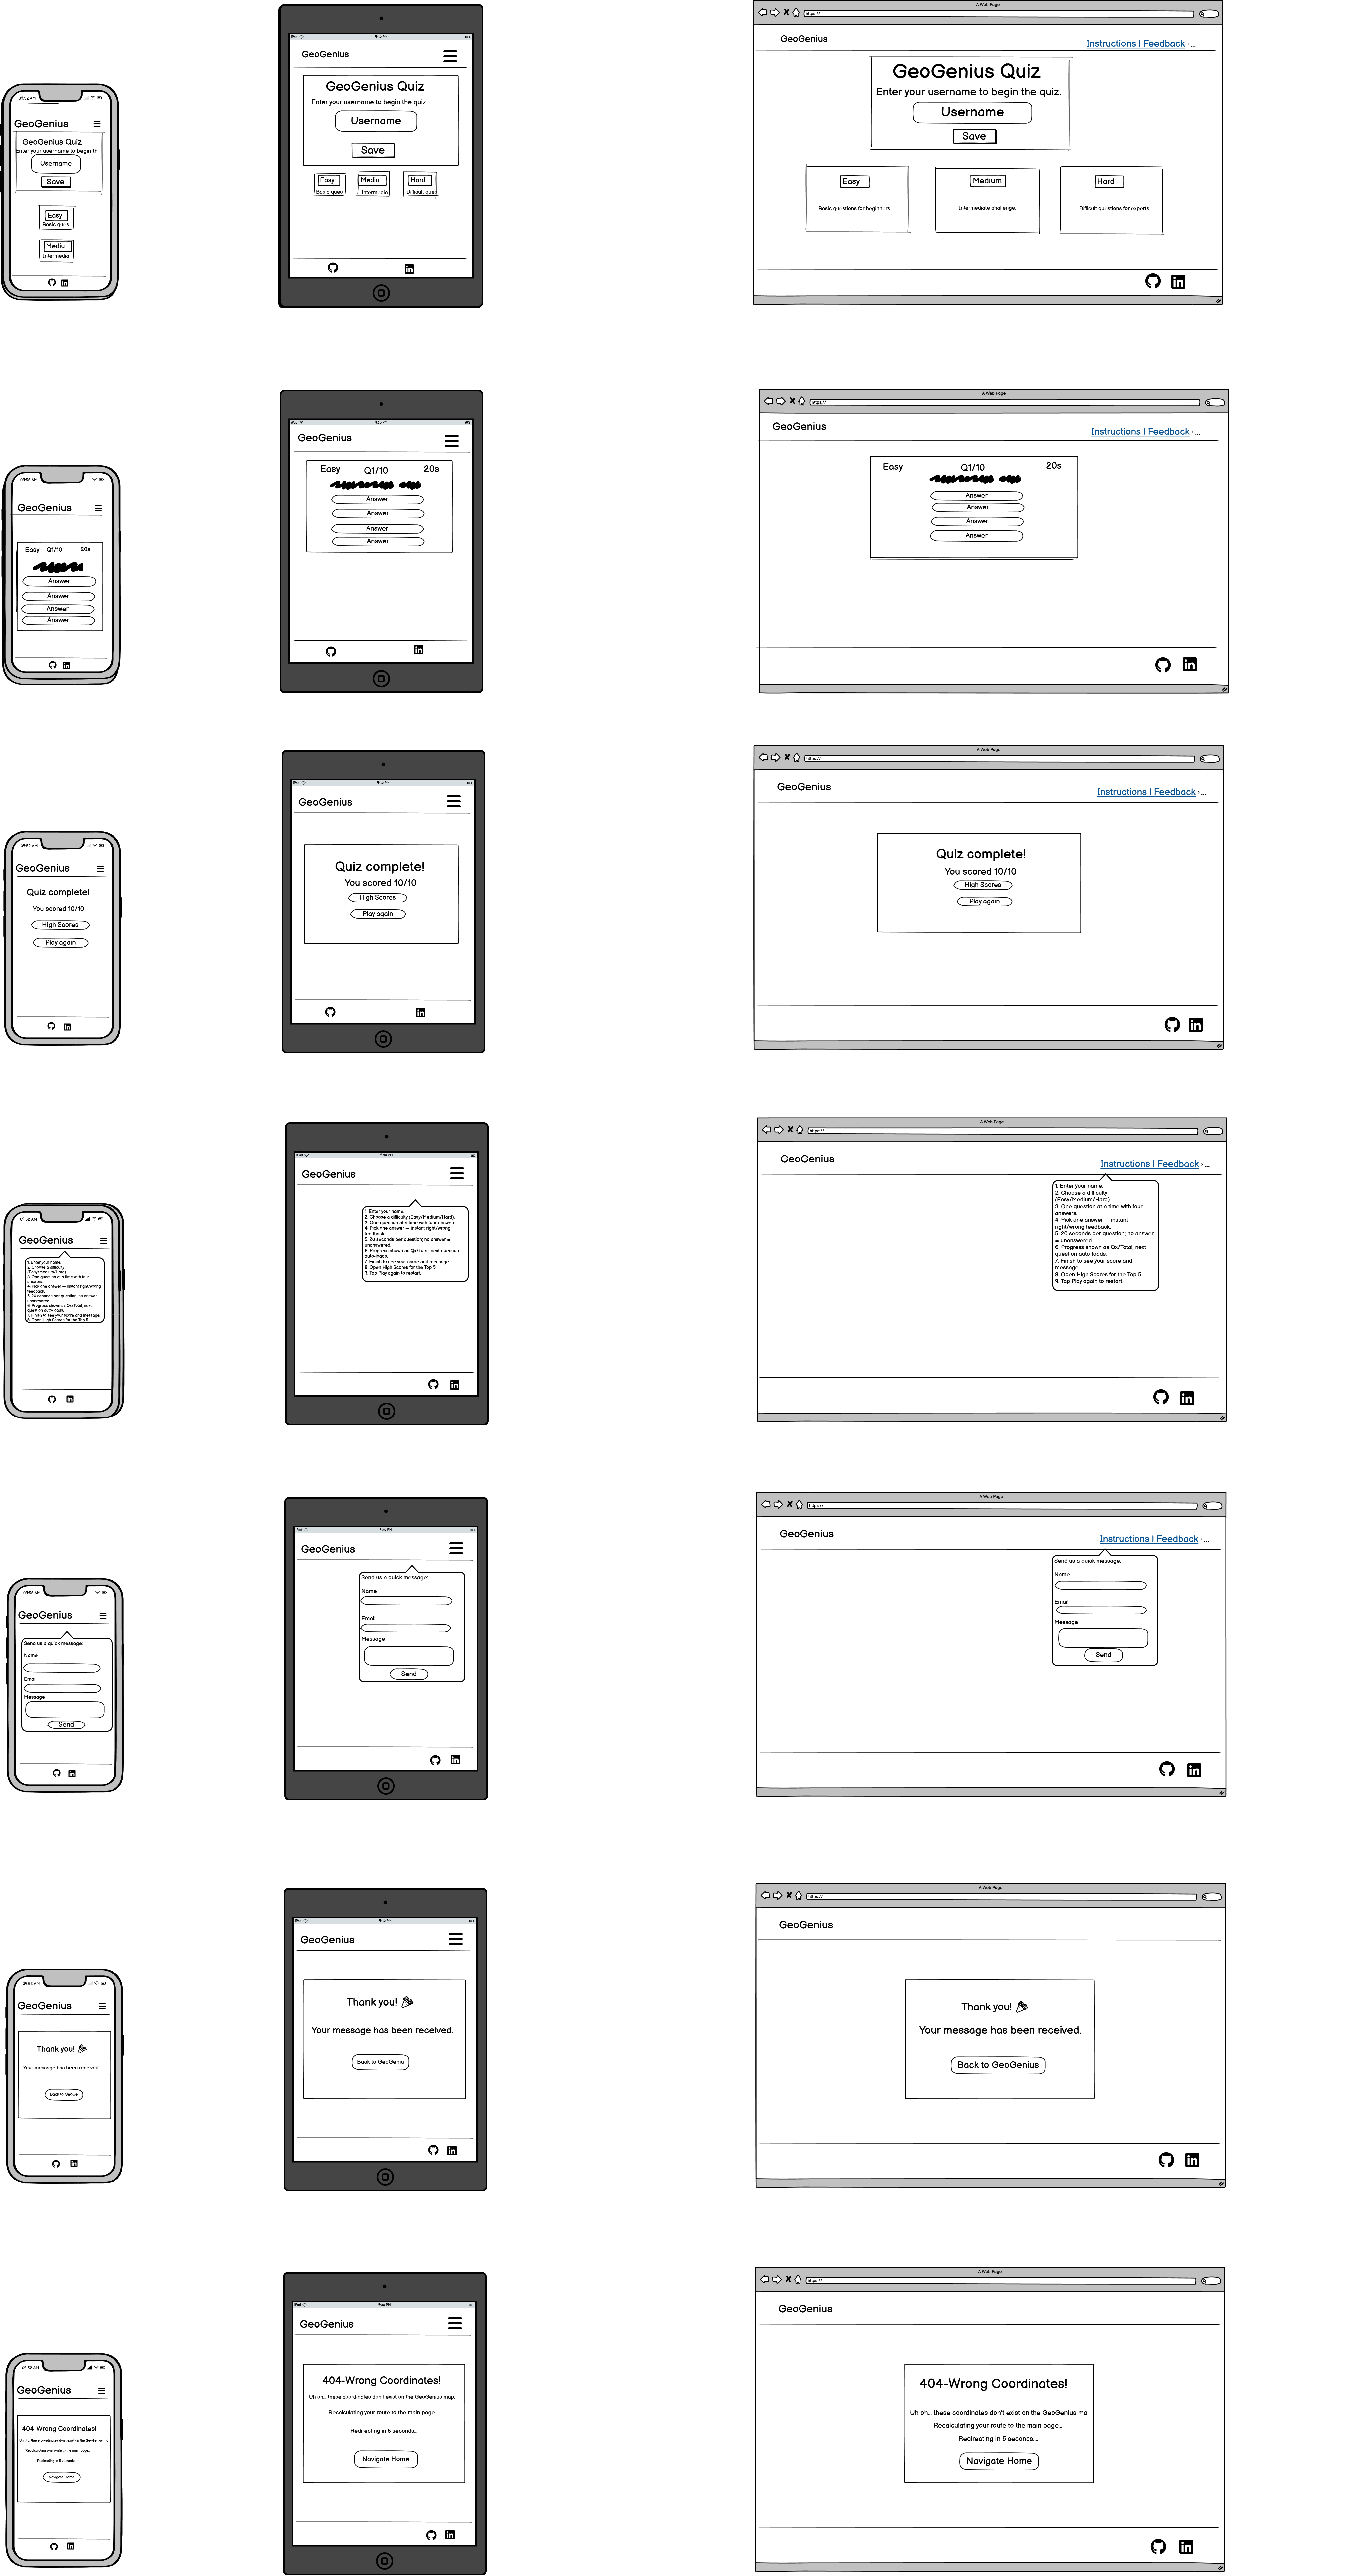 09:52 AM
GeoGenius
GeoGenius Quiz
Enter your username to begin th
Username
Save
Easy
Basic ques
Mediu
Intermedia
iPad
9:36 PM
GeoGenius
GeoGenius Quiz
Enter your username to begin the quiz.
Username
Save
Easy Mediu Hard
Basic ques Intermedia Difficult ques
A Web Page
https://
GeoGenius
Instructions | Feedback › ...
GeoGenius Quiz
Enter your username to begin the quiz.
Username
Save
Easy Medium Hard
Basic questions for beginners. Intermediate challenge. Difficult questions for experts.
09:52 AM
GeoGenius
Easy Q1/10 20s
Answer
Answer
Answer
Answer
iPad
9:36 PM
GeoGenius
Easy Q1/10 20s
Answer
Answer
Answer
Answer
A Web Page
https://
GeoGenius
Instructions | Feedback › ...
Easy Q1/10 20s
Answer
Answer
Answer
Answer
09:52 AM
GeoGenius
Quiz complete!
You scored 10/10
High Scores
Play again
iPad
9:36 PM
GeoGenius
Quiz complete!
You scored 10/10
High Scores
Play again
A Web Page
https://
GeoGenius
Instructions | Feedback › ...
Quiz complete!
You scored 10/10
High Scores
Play again
09:52 AM
GeoGenius
1. Enter your name.
2. Choose a difficulty
(Easy/Medium/Hard).
3. One question at a time with four
answers.
4. Pick one answer — instant right/wrong
feedback.
5. 20 seconds per question; no answer =
unanswered.
6. Progress shown as Qx/Total; next
question auto-loads.
7. Finish to see your score and message.
8. Open High Scores for the Top 5.
iPad
9:36 PM
GeoGenius
1. Enter your name.
2. Choose a difficulty (Easy/Medium/Hard).
3. One question at a time with four answers.
4. Pick one answer — instant right/wrong
feedback.
5. 20 seconds per question; no answer =
unanswered.
6. Progress shown as Qx/Total; next question
auto-loads.
7. Finish to see your score and message.
8. Open High Scores for the Top 5.
9. Tap Play again to restart.
A Web Page
https://
GeoGenius
Instructions | Feedback › ...
1. Enter your name.
2. Choose a difficulty
(Easy/Medium/Hard).
3. One question at a time with four
answers.
4. Pick one answer — instant
right/wrong feedback.
5. 20 seconds per question; no answer
= unanswered.
6. Progress shown as Qx/Total; next
question auto-loads.
7. Finish to see your score and
message.
8. Open High Scores for the Top 5.
9. Tap Play again to restart.
09:52 AM
GeoGenius
Send us a quick message:
Name
Email
Message
Send
iPad
9:36 PM
GeoGenius
Send us a quick message:
Name
Email
Message
Send
A Web Page
https://
GeoGenius
Instructions | Feedback › ...
Send us a quick message:
Name
Email
Message
Send
09:52 AM
GeoGenius
Thank you!
Your message has been received.
Back to GenGe
iPad
9:36 PM
GeoGenius
Thank you!
Your message has been received.
Back to GeoGeniu
A Web Page
https://
GeoGenius
Thank you!
Your message has been received.
Back to GeoGenius
09:52 AM
GeoGenius
404-Wrong Coordinates!
Uh oh... these coordinates don't exist on the GeoGenius ma
Recalculating your route to the main page...
Redirecting in 5 seconds...
Navigate Home
iPad
9:36 PM
GeoGenius
404-Wrong Coordinates!
Uh oh... these coordinates don't exist on the GeoGenius map.
Recalculating your route to the main page...
Redirecting in 5 seconds...
Navigate Home
A Web Page
https://
GeoGenius
404-Wrong Coordinates!
Uh oh... these coordinates don't exist on the GeoGenius ma
Recalculating your route to the main page...
Redirecting in 5 seconds...
Navigate Home